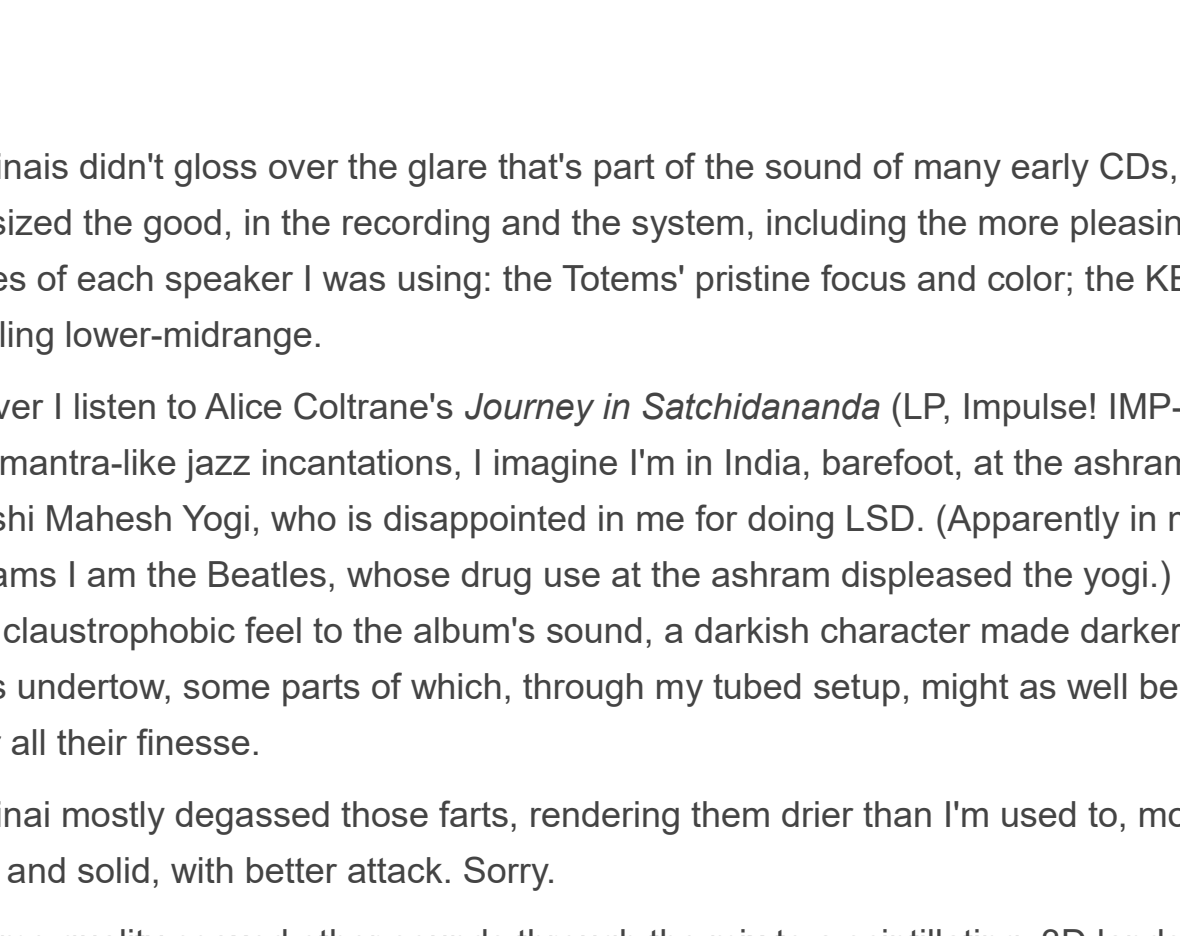 inais didn't gloss over the glare that's part of the sound of many early CDs,
sized the good, in the recording and the system, including the more pleasin
es of each speaker I was using: the Totems' pristine focus and color; the KE
ling lower-midrange.
ver I listen to Alice Coltrane's Journey in Satchidananda (LP, Impulse! IMP-
mantra-like jazz incantations, I imagine I'm in India, barefoot, at the ashram
shi Mahesh Yogi, who is disappointed in me for doing LSD. (Apparently in
ams I am the Beatles, whose drug use at the ashram displeased the yogi.)
claustrophobic feel to the album's sound, a darkish character made darker
s undertow, some parts of which, through my tubed setup, might as well be
all their finesse.
inai mostly degassed those farts, rendering them drier than I'm used to, mo
and solid, with better attack. Sorry.